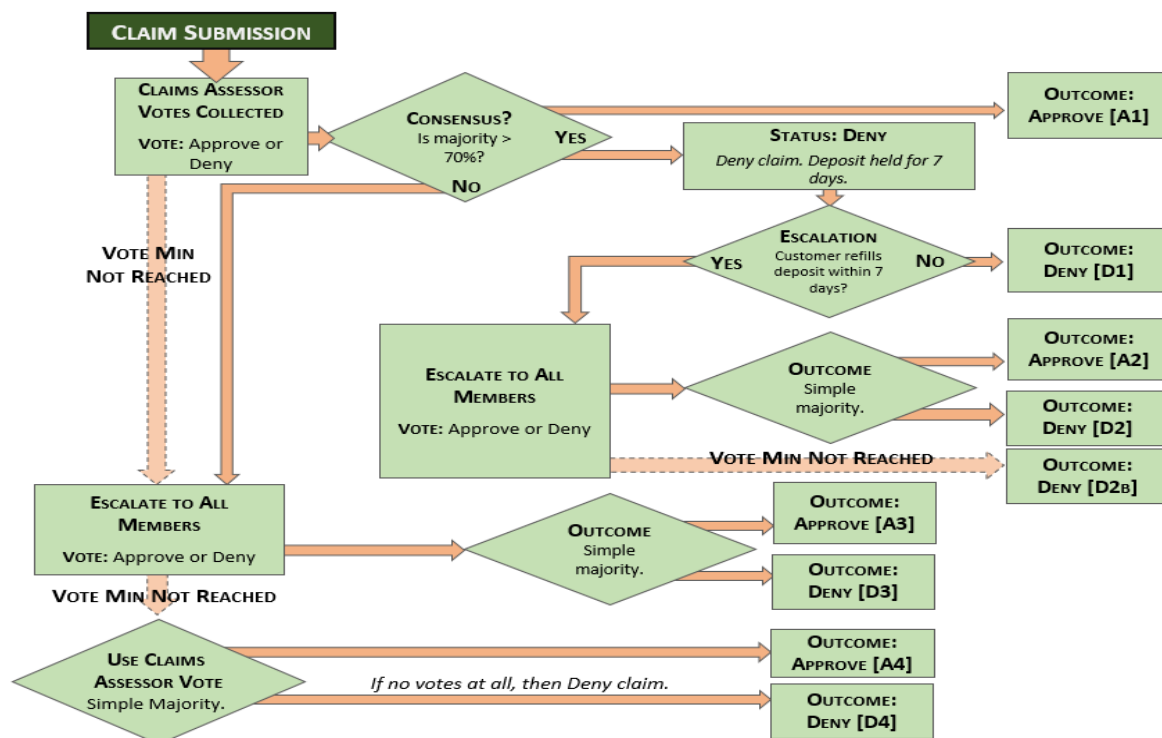 CLAIM SUBMISSION
CLAIMS ASSESSOR
VOTES COLLECTED
VOTE: Approve or
Deny
CONSENSUS?
Is majority >
70%?
YES
NO
OUTCOME:
APPROVE [A1]
STATUS: DENY
Deny claim. Deposit held for 7
days.
VOTE MIN
NOT REACHED
ESCALATION
Customer refills
deposit within 7
days?
YES
NO
OUTCOME:
DENY [D1]
ESCALATE TO ALL
MEMBERS
VOTE: Approve or Deny
OUTCOME
Simple
majority.
OUTCOME:
APPROVE [A2]
OUTCOME:
DENY [D2]
VOTE MIN NOT REACHED
OUTCOME:
DENY [D2B]
ESCALATE TO ALL
MEMBERS
VOTE: Approve or Deny
OUTCOME
Simple
majority.
OUTCOME:
APPROVE [A3]
OUTCOME:
DENY [D3]
VOTE MIN NOT REACHED
USE CLAIMS
ASSESSOR VOTE
Simple Majority.
OUTCOME:
APPROVE [A4]
If no votes at all, then Deny claim.
OUTCOME:
DENY [D4]